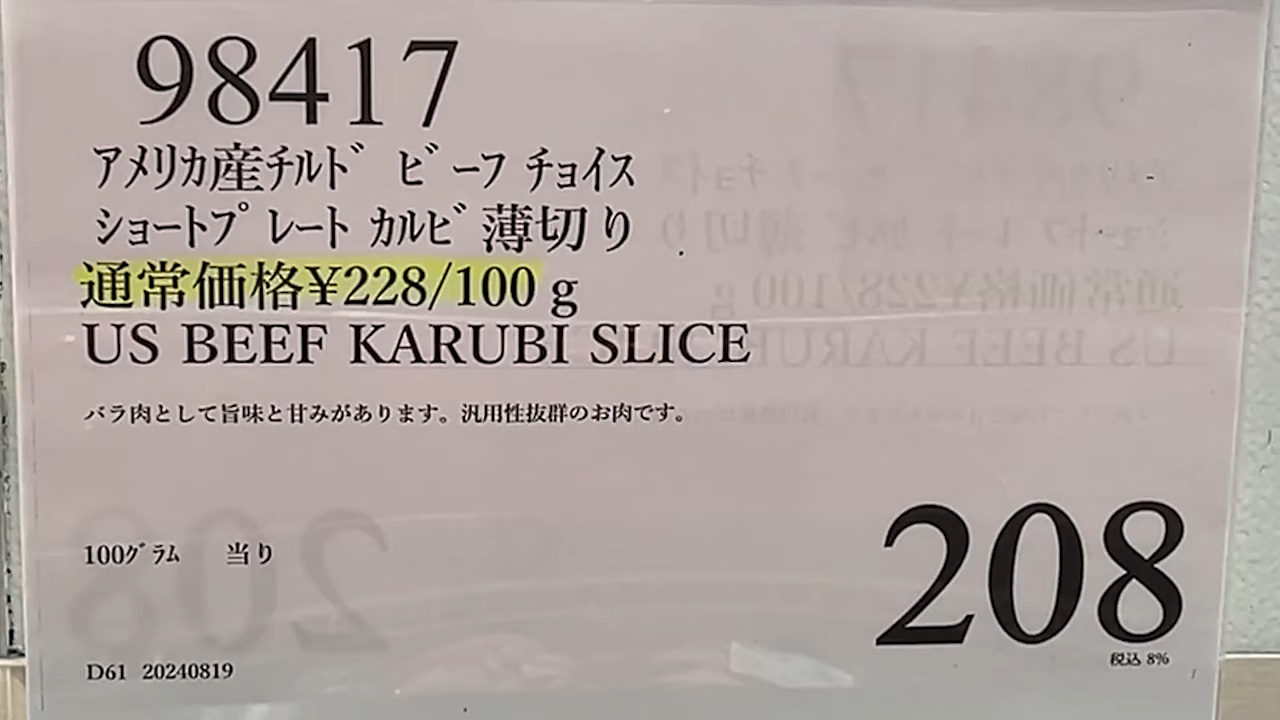 98417
ｱﾒﾘｶ産ﾁﾙﾄﾞ ﾋﾞｰﾌ ﾁｮｲｽ
ｼｮｰﾄﾌﾟﾚｰﾄ ｶﾙﾋﾞ薄切り
通常価格¥228/100ｇ
US BEEF KARUBI SLICE
バラ肉として旨味と甘みがあります。汎用性抜群のお肉です。
208
100ｸﾞﾗﾑ 当り
税込 8%
D61 20240819